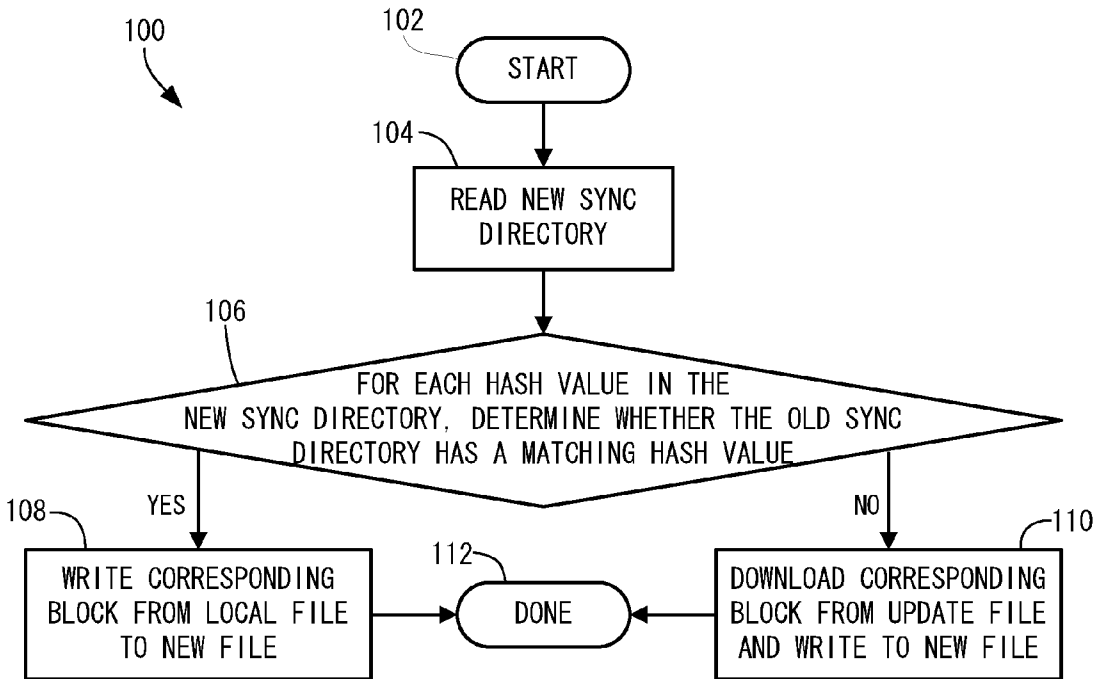 100
102
START
104
READ NEW SYNC
DIRECTORY
106
FOR EACH HASH VALUE IN THE
NEW SYNC DIRECTORY, DETERMINE WHETHER THE OLD SYNC
DIRECTORY HAS A MATCHING HASH VALUE
YES
NO
108
WRITE CORRESPONDING
BLOCK FROM LOCAL FILE
TO NEW FILE
112
DONE
110
DOWNLOAD CORRESPONDING
BLOCK FROM UPDATE FILE
AND WRITE TO NEW FILE